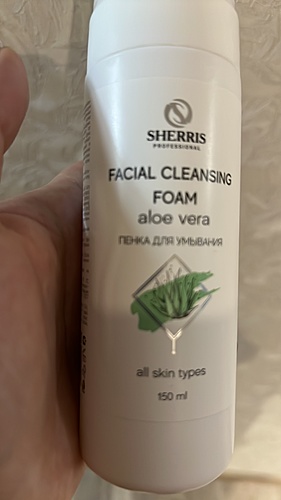 SHERRIS
PROFESSIONAL
FACIAL CLEANSING
FOAM
aloe vera
ПЕНКА ДЛЯ УМЫВАНИЯ
all skin types
150 ml